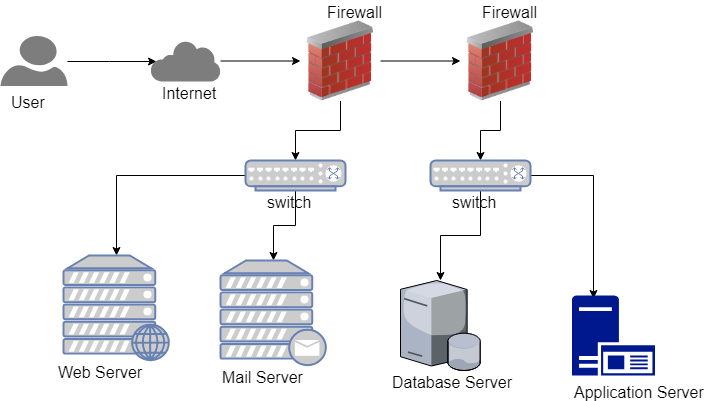 Firewall
Firewall
User
Internet
switch
switch
Web Server
Mail Server
Database Server
Application Server